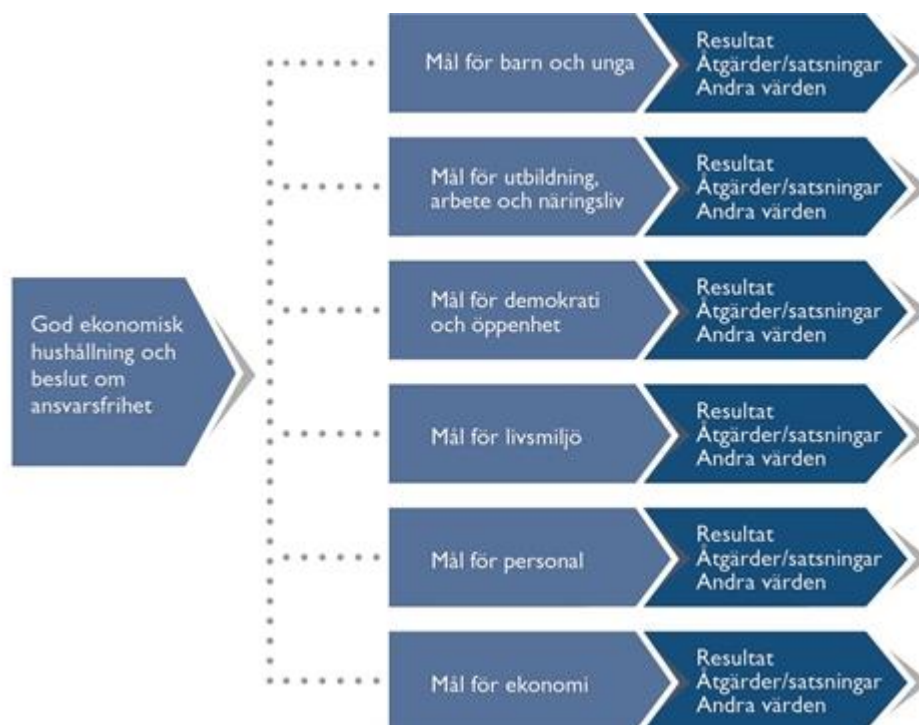 God ekonomisk
hushållning och
beslut om
ansvarsfrihet
Mål för barn och unga
Resultat
Åtgärder/satsningar
Andra värden
Mål för utbildning,
arbete och näringsliv
Resultat
Åtgärder/satsningar
Andra värden
Mål för demokrati
och öppenhet
Resultat
Åtgärder/satsningar
Andra värden
Mål för livsmiljö
Resultat
Åtgärder/satsningar
Andra värden
Mål för personal
Resultat
Åtgärder/satsningar
Andra värden
Mål för ekonomi
Resultat
Åtgärder/satsningar
Andra värden